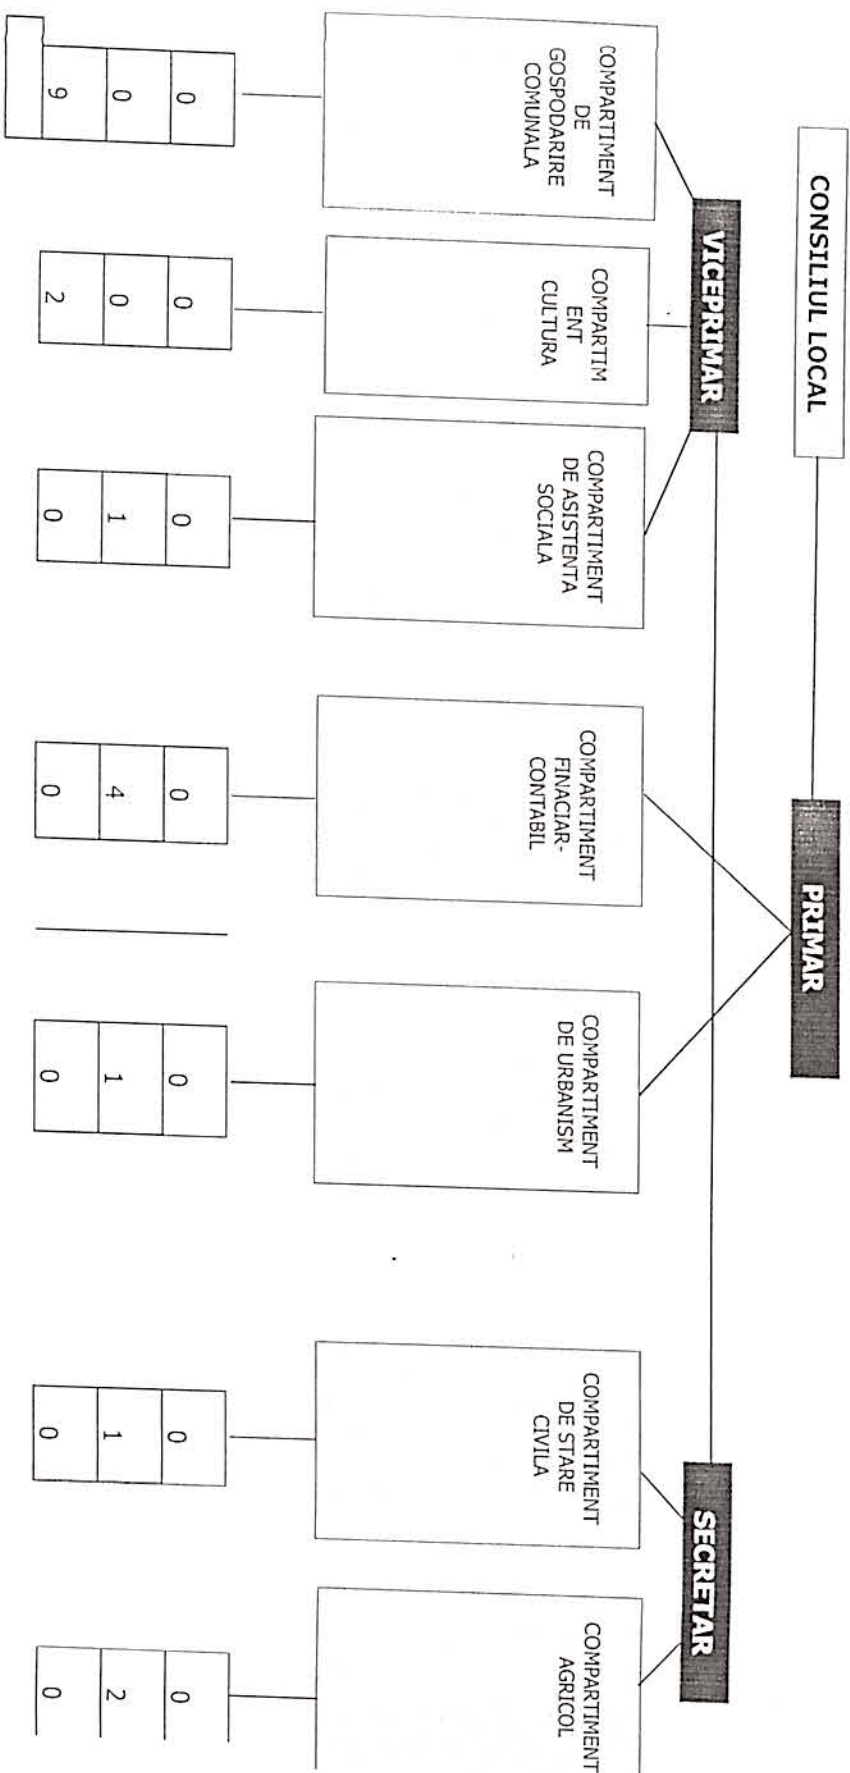 CONSILIUL LOCAL
PRIMAR
VICEPRIMAR
SECRETAR
COMPARTIMENT
DE
GOSPODARIRE
COMUNALA
COMPARTIM
ENT
CULTURA
COMPARTIMENT
DE ASISTENTA
SOCIALA
COMPARTIMENT
FINACIAR-
CONTABIL
COMPARTIMENT
DE URBANISM
COMPARTIMENT
DE STARE
CIVILA
COMPARTIMENT
AGRICOL
0
0
9
0
0
2
0
1
0
0
4
0
0
1
0
0
1
0
0
2
0